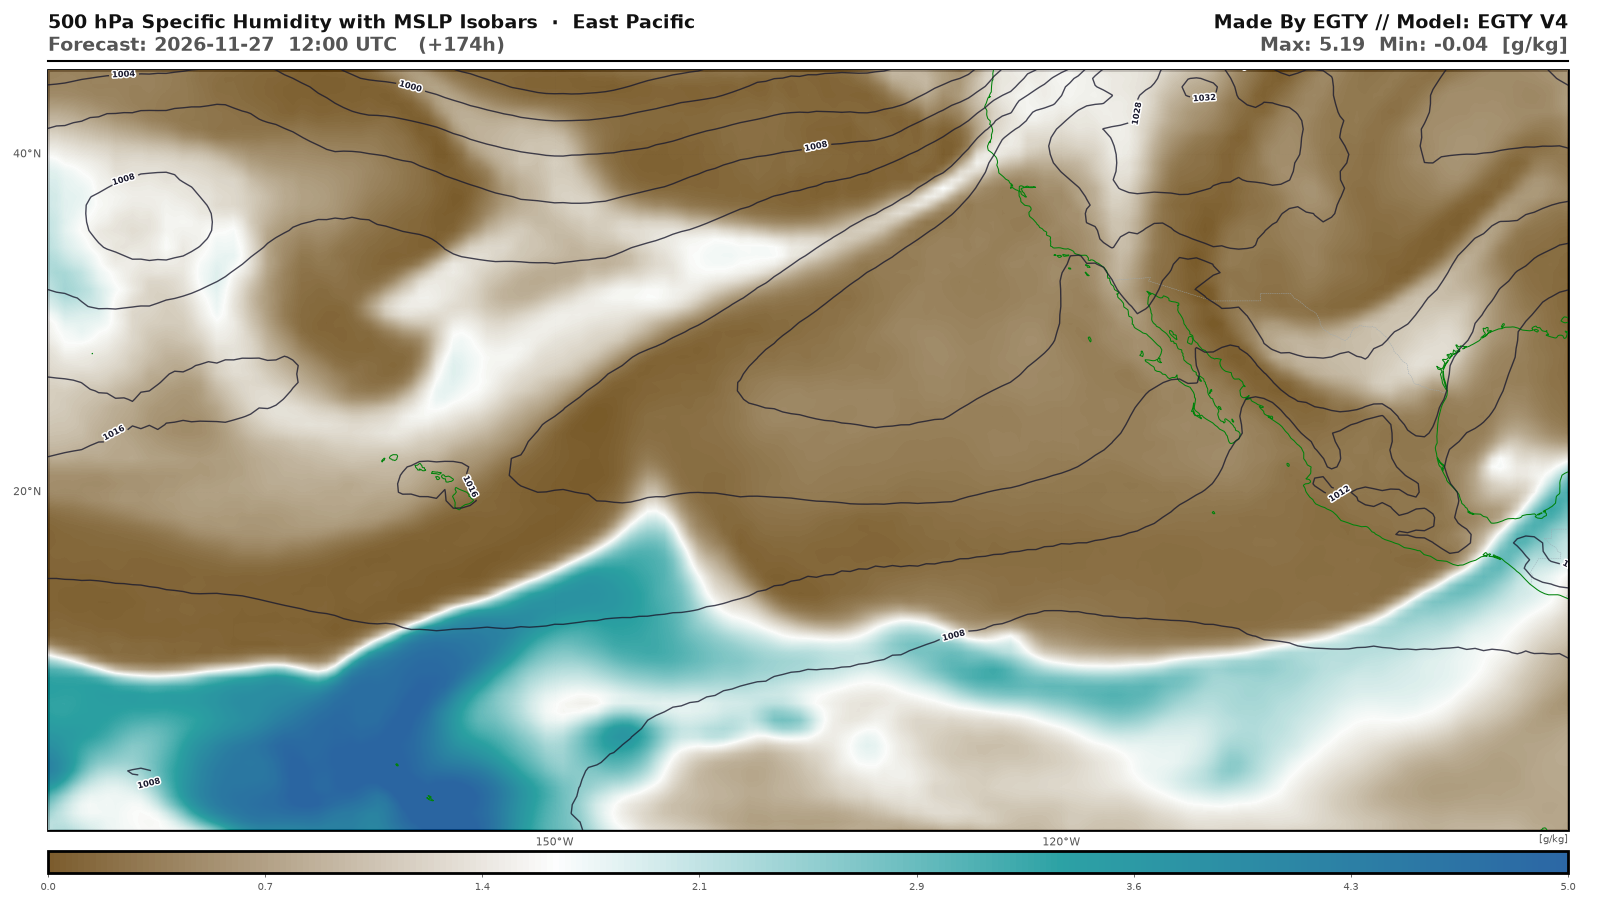 500 hPa Specific Humidity with MSLP Isobars · East Pacific
Made By EGTY // Model: EGTY V4
Forecast: 2026-11-27 12:00 UTC (+174h)
Max: 5.19 Min: -0.04 [g/kg]
1004
1000
1032
1028
1008
40°N
1008
1016
1016
20°N
1012
1008
1008
150°W
120°W
[g/kg]
0.0 0.7 1.4 2.1 2.9 3.6 4.3 5.0